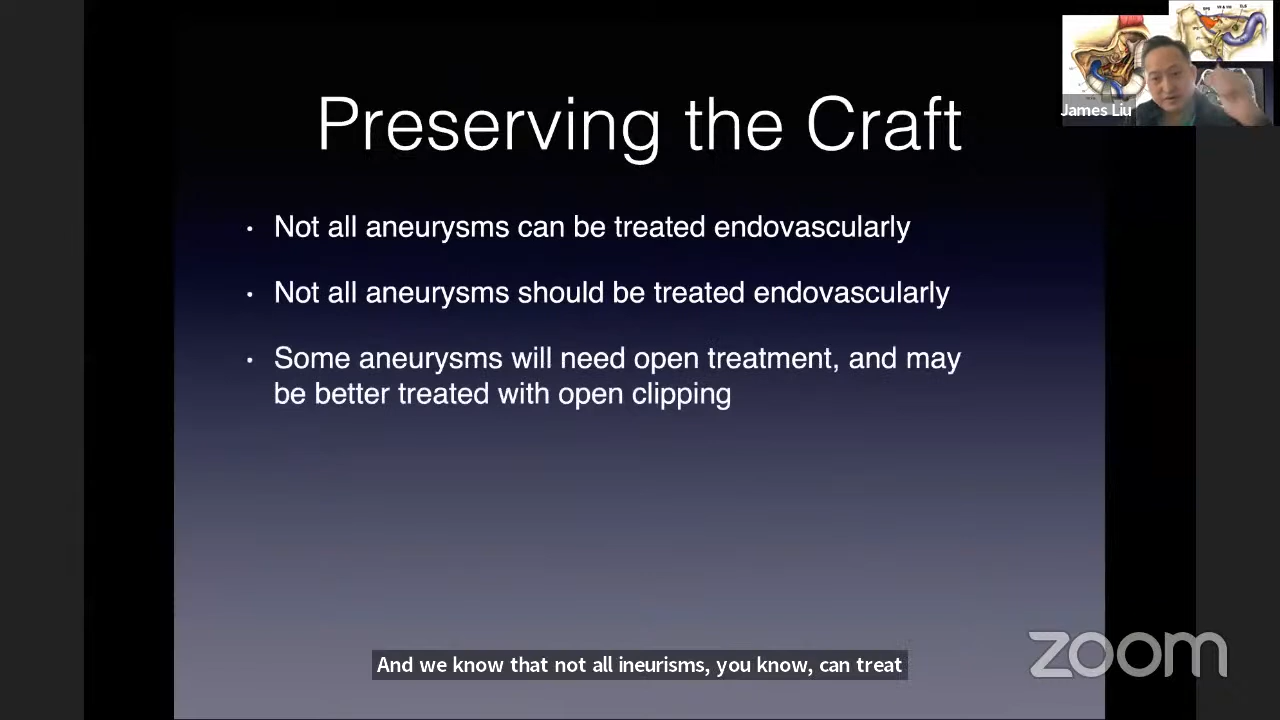 Preserving the Craft
James Liu
• Not all aneurysms can be treated endovascularly
• Not all aneurysms should be treated endovascularly
• Some aneurysms will need open treatment, and may
be better treated with open clipping
And we know that not all ineurisms, you know, can treat
zoom